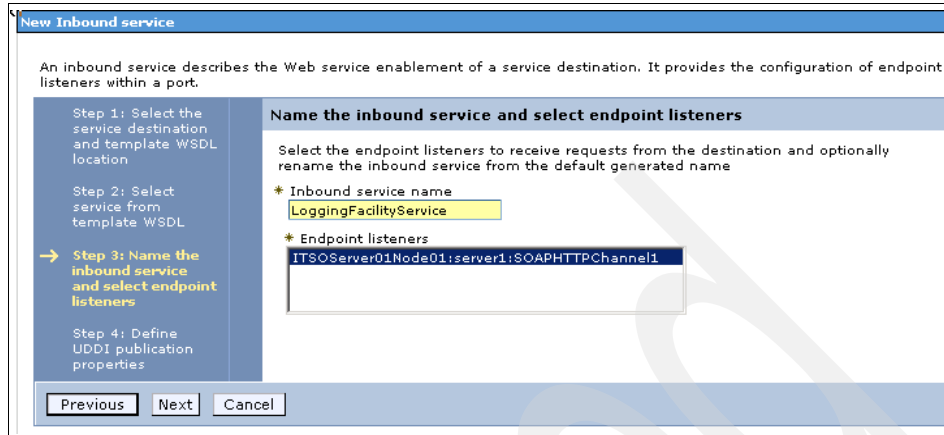 New Inbound service
An inbound service describes the Web service enablement of a service destination. It provides the configuration of endpoint
listeners within a port.
Step 1: Select the
service destination
and template WSDL
location
Step 2: Select
service from
template WSDL
→ Step 3: Name the
inbound service
and select endpoint
listeners
Step 4: Define
UDDI publication
properties
Name the inbound service and select endpoint listeners
Select the endpoint listeners to receive requests from the destination and optionally
rename the inbound service from the default generated name
* Inbound service name
LoggingFacilityService
* Endpoint listeners
ITSOServer01Node01:server1:SOAPHTTPChannel1
Previous Next Cancel